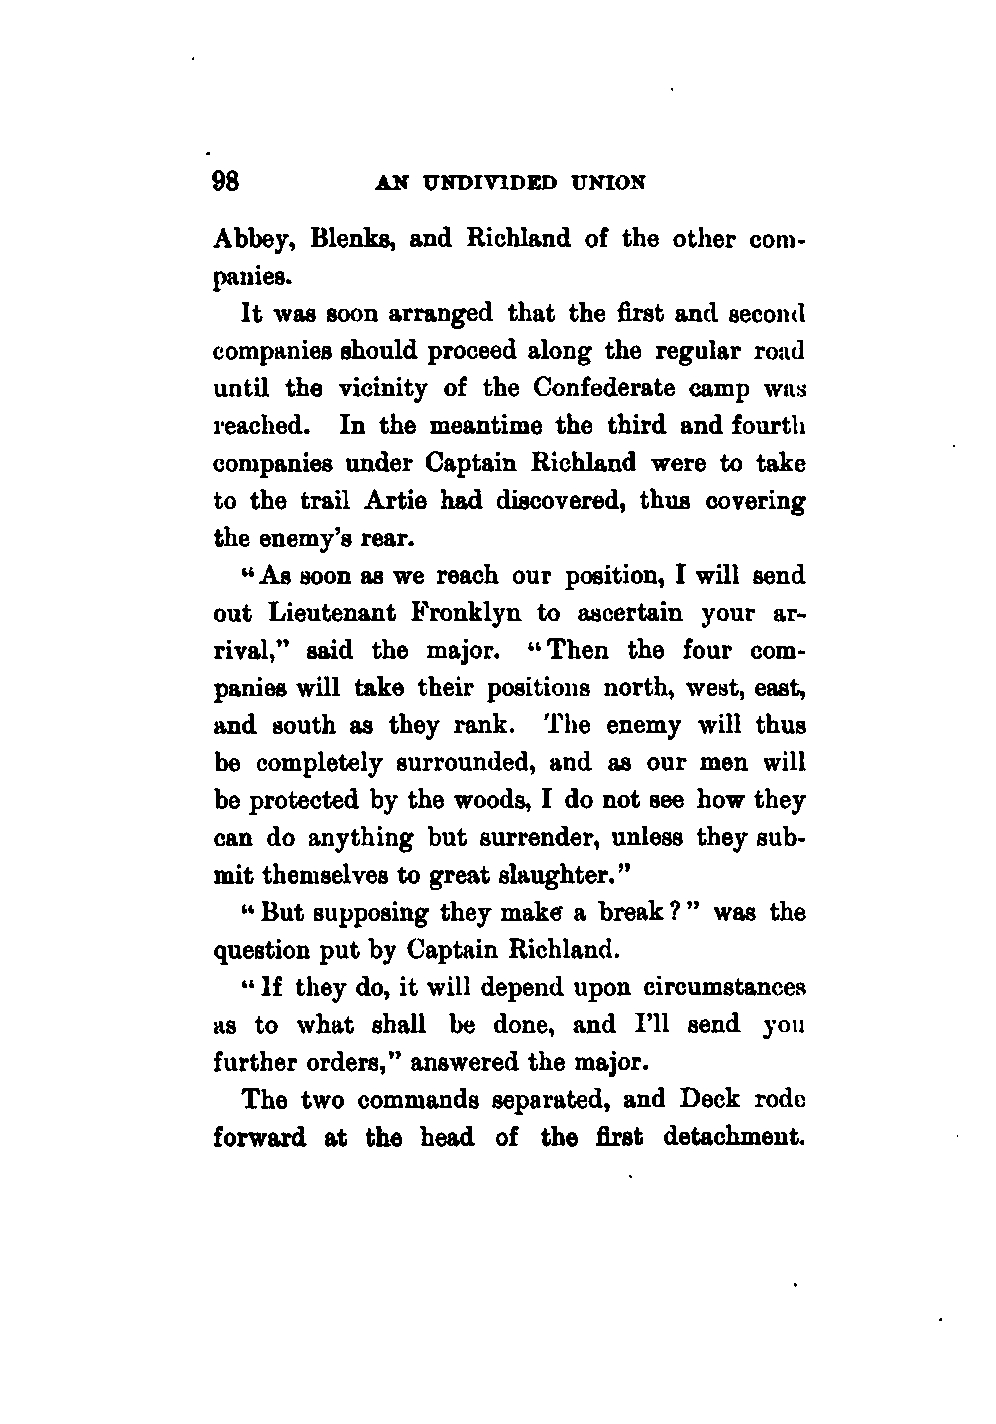 98 AN UNDIVIDED UNION
Abbey, Blenks, and Richland of the other com-
panies.
It was soon arranged that the first and second
companies should proceed along the regular road
until the vicinity of the Confederate camp was
reached. In the meantime the third and fourth
companies under Captain Richland were to take
to the trail Artie had discovered, thus covering
the enemy's rear.
"As soon as we reach our position, I will send
out Lieutenant Fronklyn to ascertain your ar-
rival," said the major. "Then the four com-
panies will take their positions north, west, east,
and south as they rank. The enemy will thus
be completely surrounded, and as our men will
be protected by the woods, I do not see how they
can do anything but surrender, unless they sub-
mit themselves to great slaughter."
"But supposing they make a break?" was the
question put by Captain Richland.
"If they do, it will depend upon circumstances
as to what shall be done, and I'll send you
further orders," answered the major.
The two commands separated, and Deck rode
forward at the head of the first detachment.